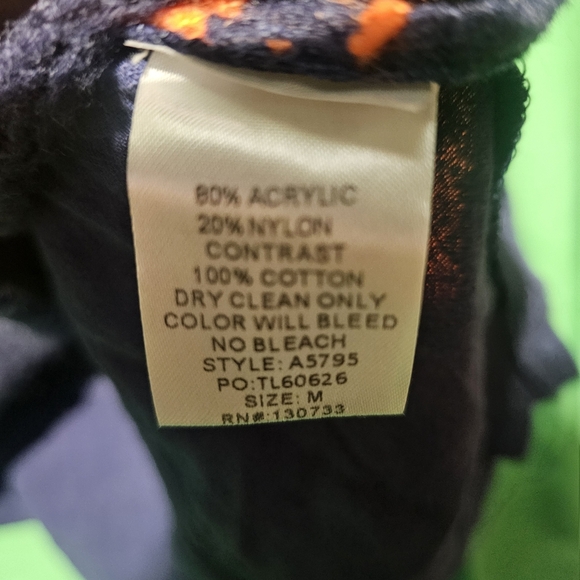 80% ACRYLIC
20% NYLON
CONTRAST
100% COTTON
DRY CLEAN ONLY
COLOR WILL BLEED
NO BLEACH
STYLE: A5795
PO:TL60626
SIZE: M
RN#:130733